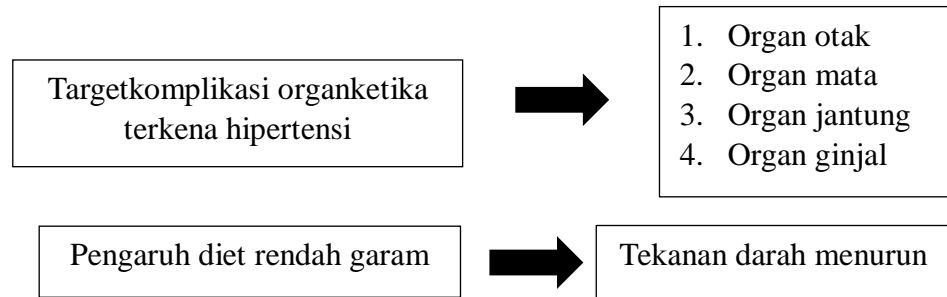 Targetkomplikasi organketika
terkena hipertensi
1. Organ otak
2. Organ mata
3. Organ jantung
4. Organ ginjal
Pengaruh diet rendah garam
Tekanan darah menurun